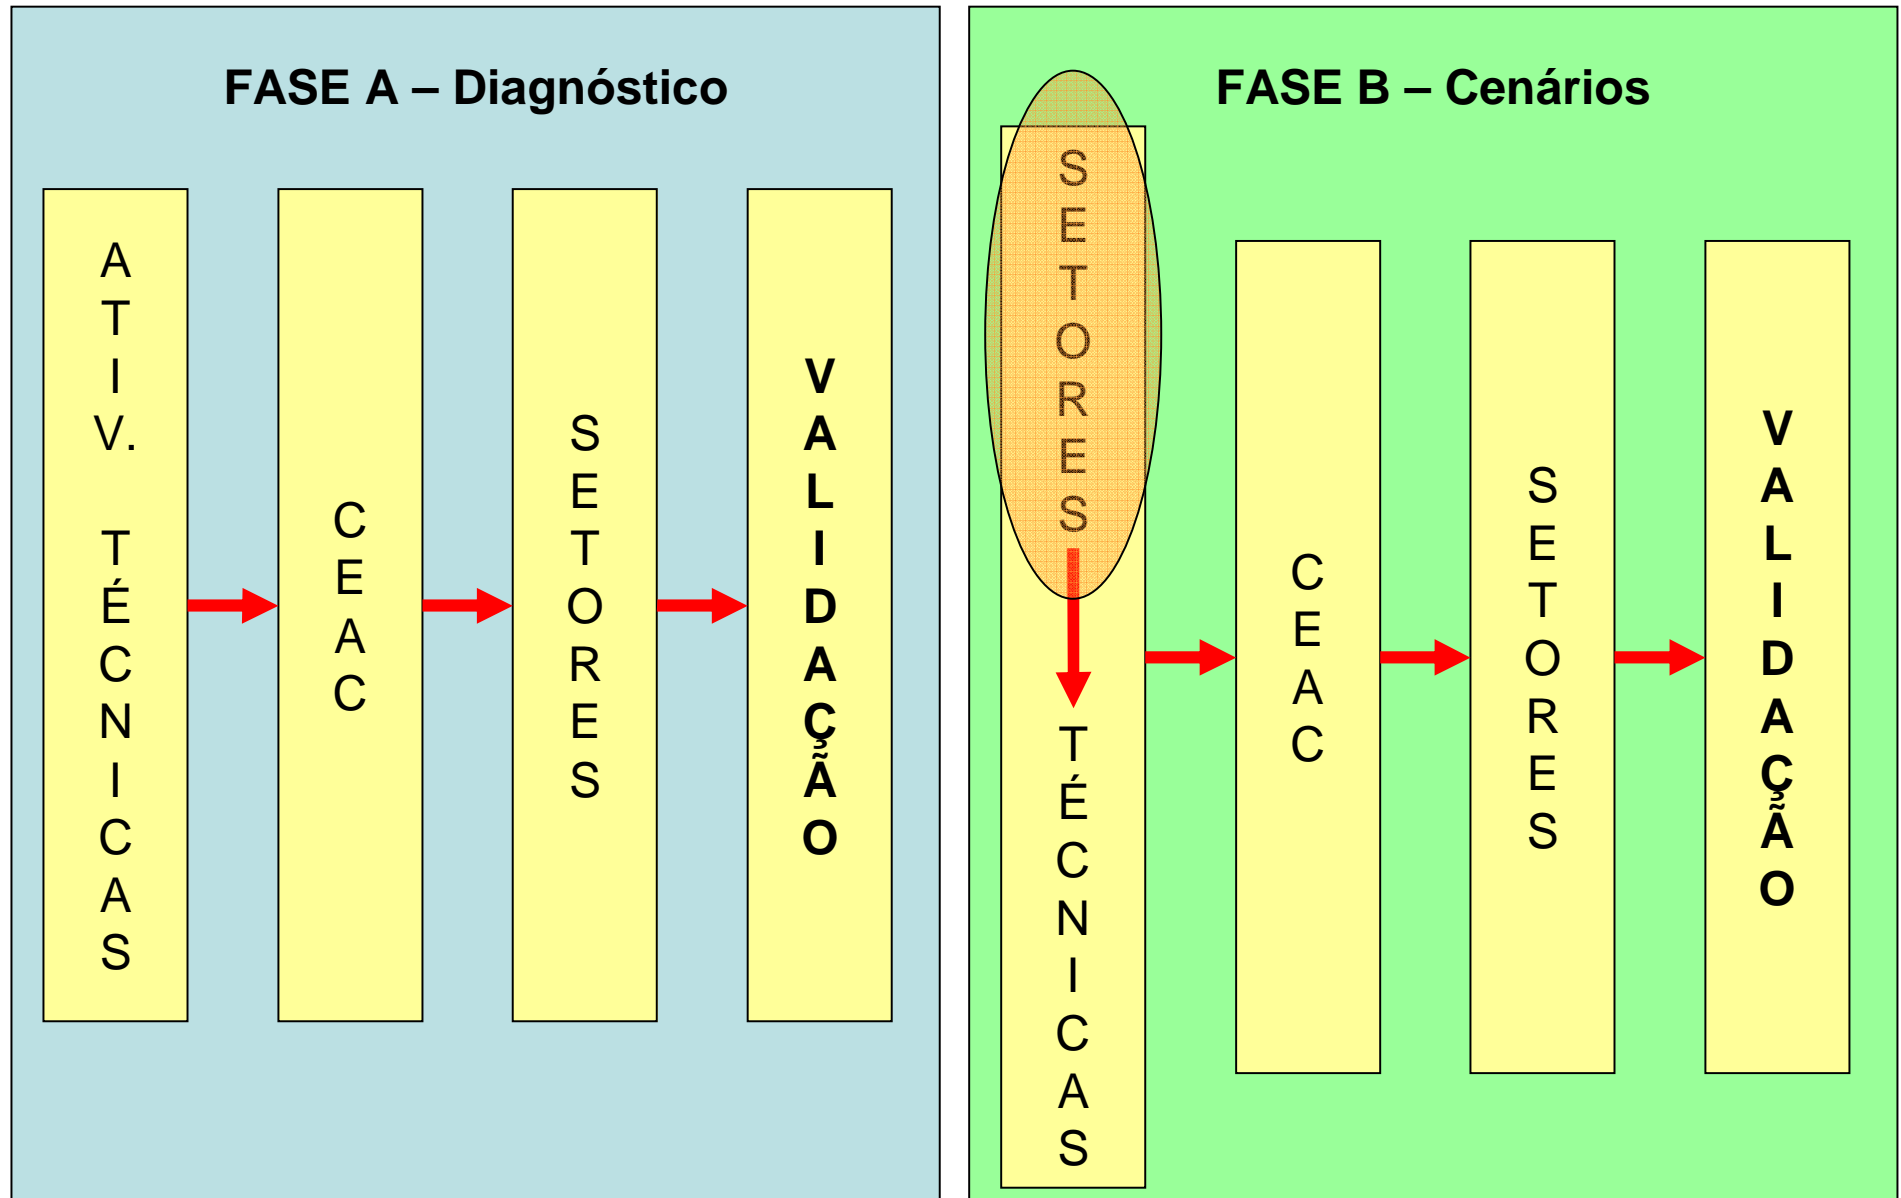 FASE A – Diagnóstico
ATIV. TÉCNICAS
CEAC
SETORES
VALIDAÇÃO
FASE B – Cenários
SETORES
TÉCNICAS
CEAC
SETORES
VALIDAÇÃO